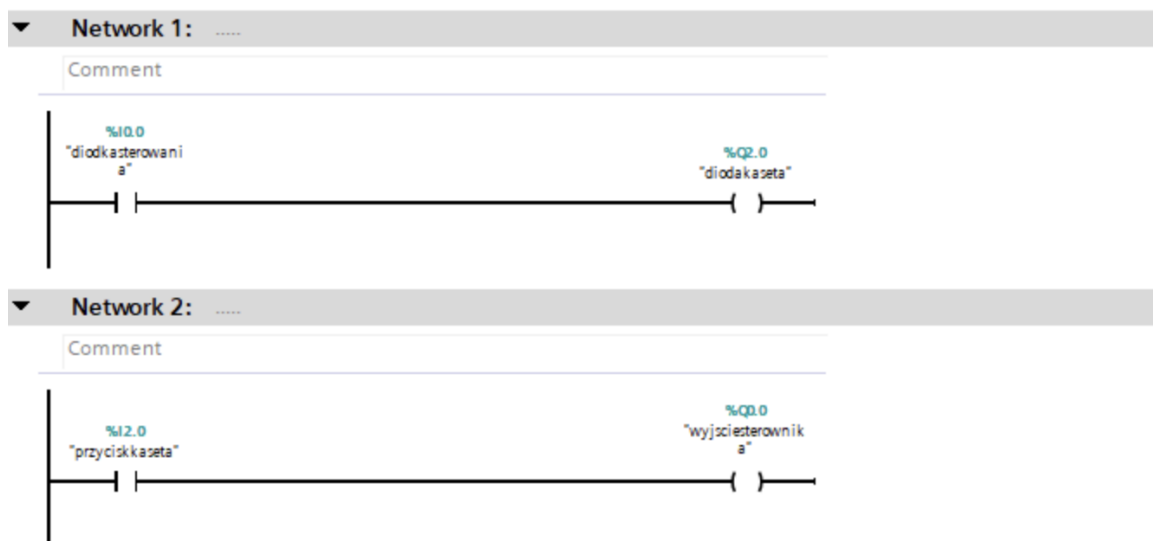 Network 1: .....
Comment
%I0.0
"diodkasterowani
a"
%Q2.0
"diodakaseta"
Network 2: .....
Comment
%I2.0
"przyciskkaseta"
%Q0.0
"wyjsciesterownik
a"